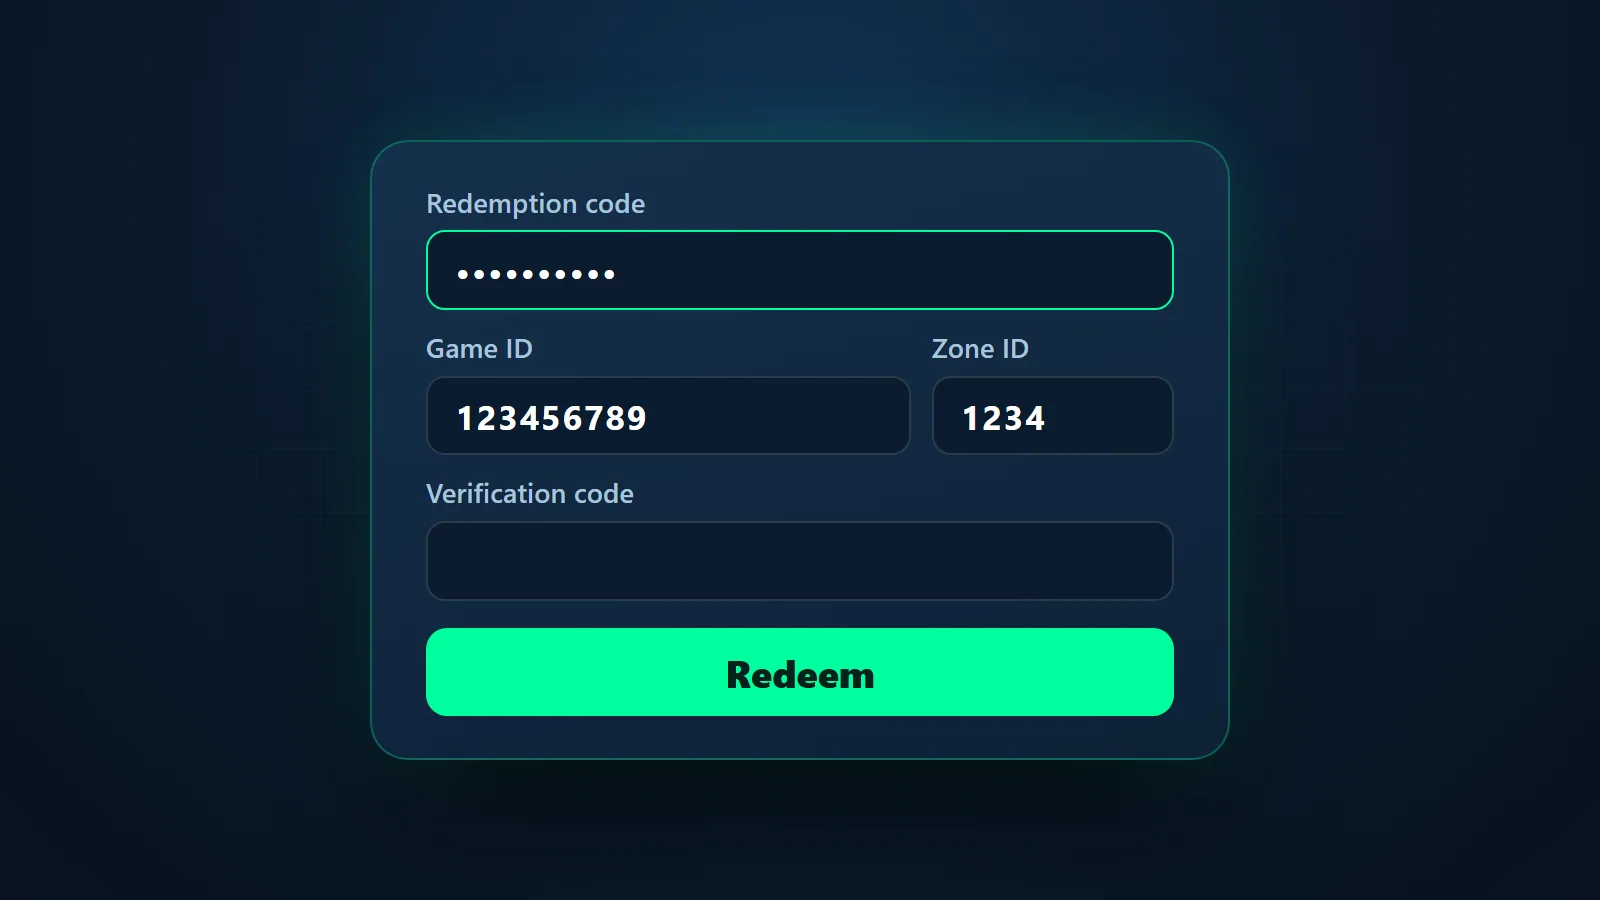 Redemption code
••••••••••
Game ID Zone ID
123456789 1234
Verification code
Redeem